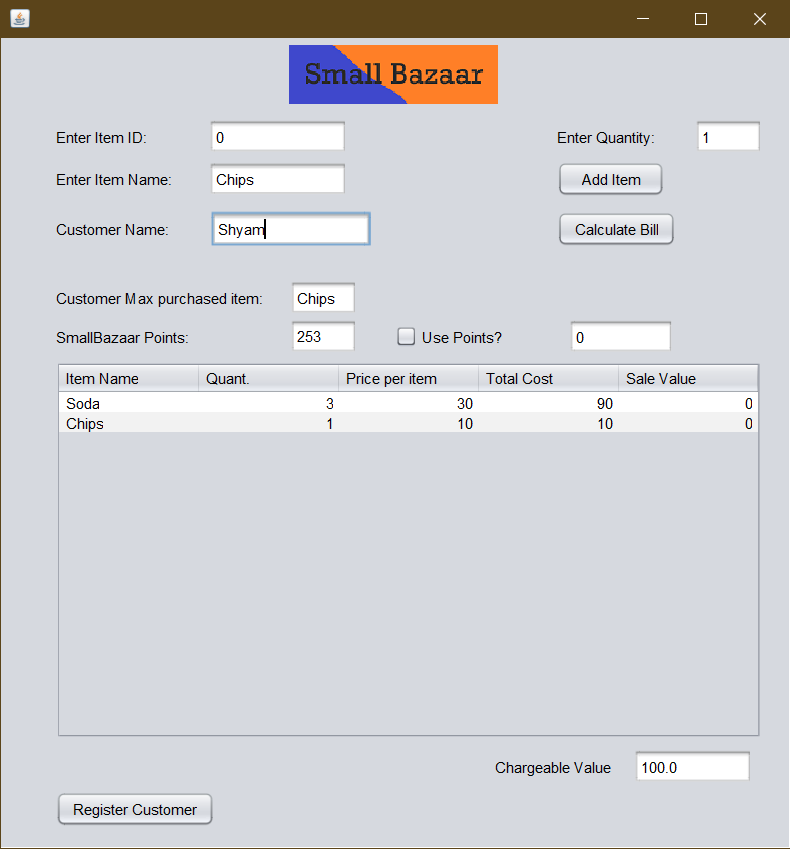 Small Bazaar
Enter Item ID: 0 Enter Quantity: 1
Enter Item Name: Chips Add Item
Customer Name: Shyam Calculate Bill
Customer Max purchased item: Chips
SmallBazaar Points: 253 Use Points? 0
Item Name Quant. Price per item Total Cost Sale Value
Soda 3 30 90 0
Chips 1 10 10 0
Chargeable Value 100.0
Register Customer